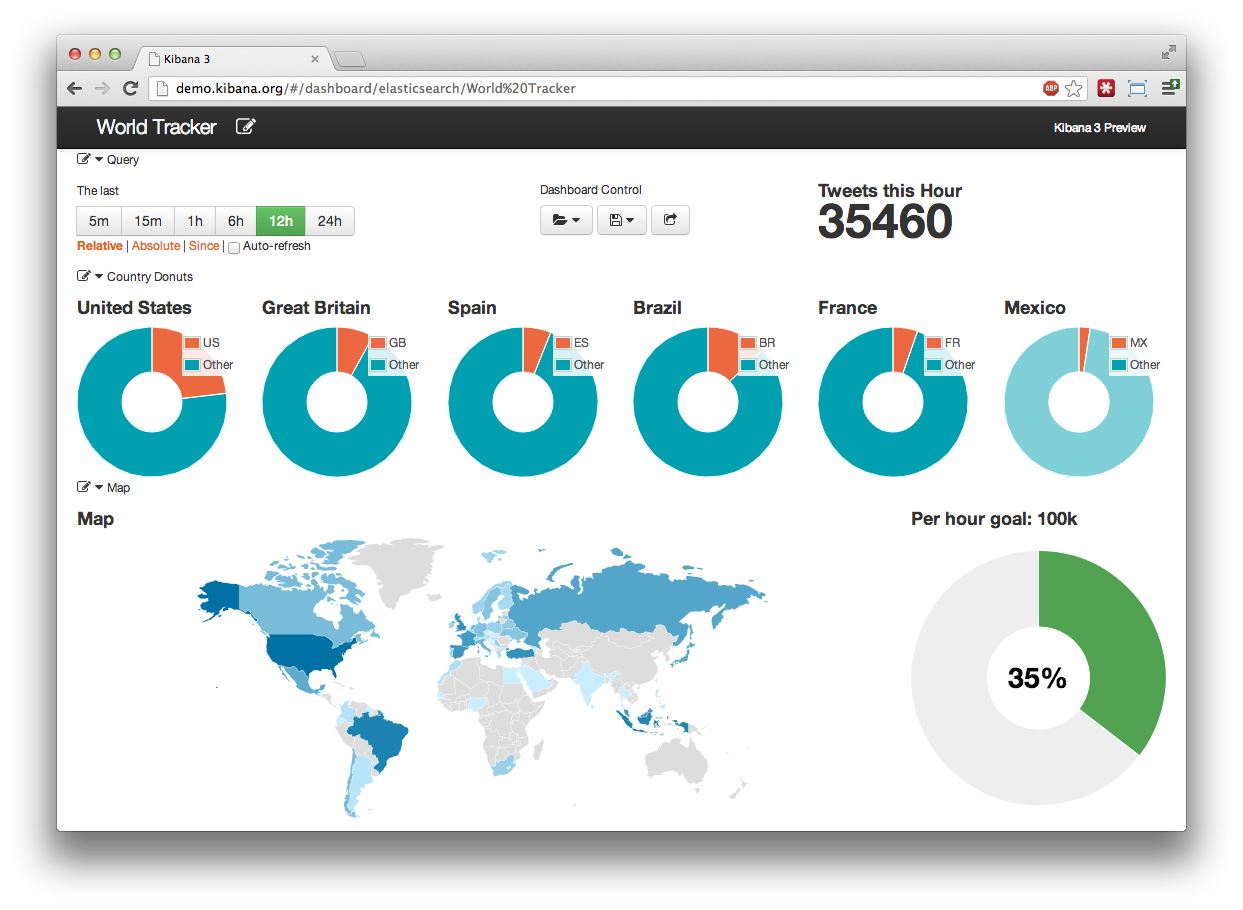 Kibana 3
demo.kibana.org/#/dashboard/elasticsearch/World%20Tracker
ABP
World Tracker
Kibana 3 Preview
Query
The last
5m 15m 1h 6h 12h 24h
Relative | Absolute | Since | Auto-refresh
Dashboard Control
Tweets this Hour
35460
Country Donuts
United States
US
Other
Great Britain
GB
Other
Spain
ES
Other
Brazil
BR
Other
France
FR
Other
Mexico
MX
Other
Map
Map
Per hour goal: 100k
35%